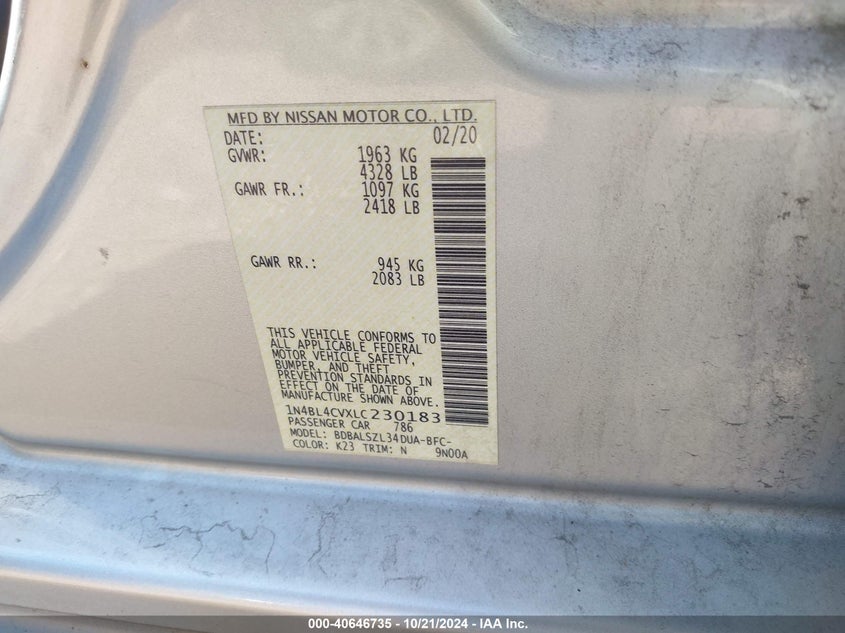 MFD BY NISSAN MOTOR CO., LTD.
DATE: 02/20
GVWR: 1963 KG
4328 LB
GAWR FR.: 1097 KG
2418 LB
GAWR RR.: 945 KG
2083 LB
THIS VEHICLE CONFORMS TO
ALL APPLICABLE FEDERAL
MOTOR VEHICLE SAFETY,
BUMPER, AND THEFT
PREVENTION STANDARDS IN
EFFECT ON THE DATE OF
MANUFACTURE SHOWN ABOVE.
1N4BL4CVXLC230183
PASSENGER CAR 786
MODEL: BDBALSZL34DUA-BFC-
COLOR: K23 TRIM: N 9N00A
000-40646735 - 10/21/2024 - IAA Inc.